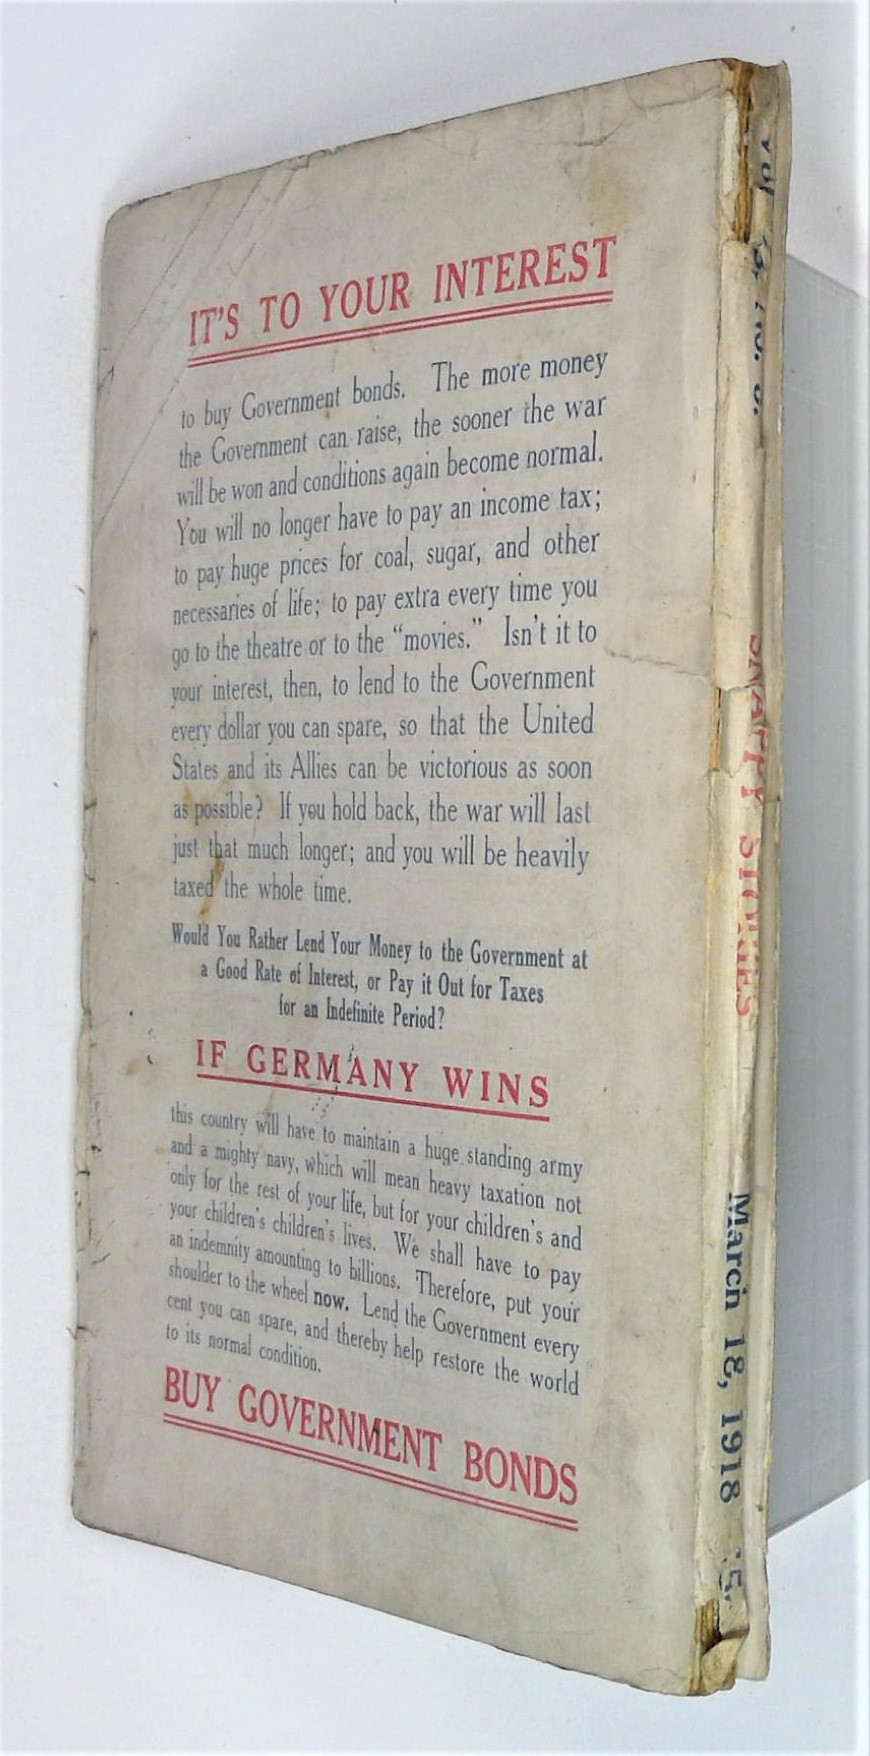 IT'S TO YOUR INTEREST
to buy Government bonds. The more money
the Government can raise, the sooner the war
will be won and conditions again become normal.
You will no longer have to pay an income tax;
to pay huge prices for coal, sugar, and other
necessaries of life; to pay extra every time you
go to the theatre or to the "movies." Isn't it to
your interest, then, to lend to the Government
every dollar you can spare, so that the United
States and its Allies can be victorious as soon
as possible? If you hold back, the war will last
just that much longer; and you will be heavily
taxed the whole time.
Would You Rather Lend Your Money to the Government at
a Good Rate of Interest, or Pay it Out for Taxes
for an Indefinite Period?
IF GERMANY WINS
this country will have to maintain a huge standing army
and a mighty navy, which will mean heavy taxation not
only for the rest of your life, but for your children's and
your children's children's lives. We shall have to pay
an indemnity amounting to billions. Therefore, put your
shoulder to the wheel now. Lend the Government every
cent you can spare, and thereby help restore the world
to its normal condition.
BUY GOVERNMENT BONDS
SNAPPY STORIES
March 18, 1918